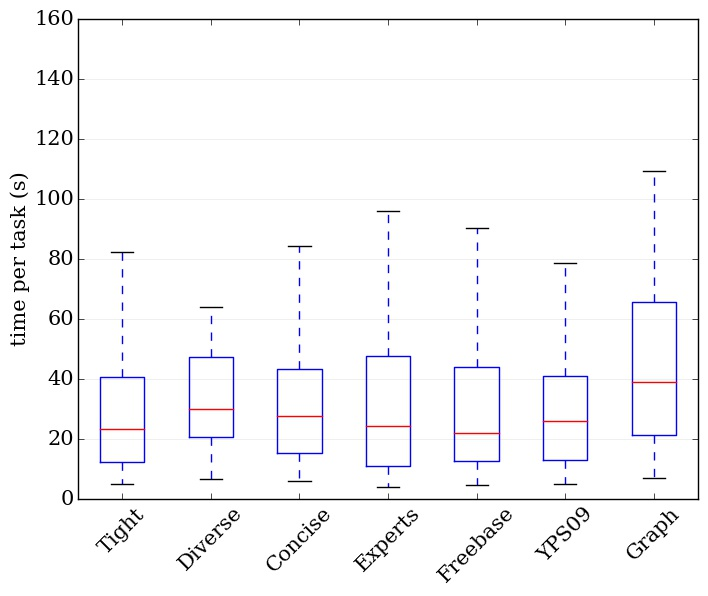 160
140
120
100
80
60
40
20
0
time per task (s)
Tight
Diverse
Concise
Experts
Freebase
YPS09
Graph